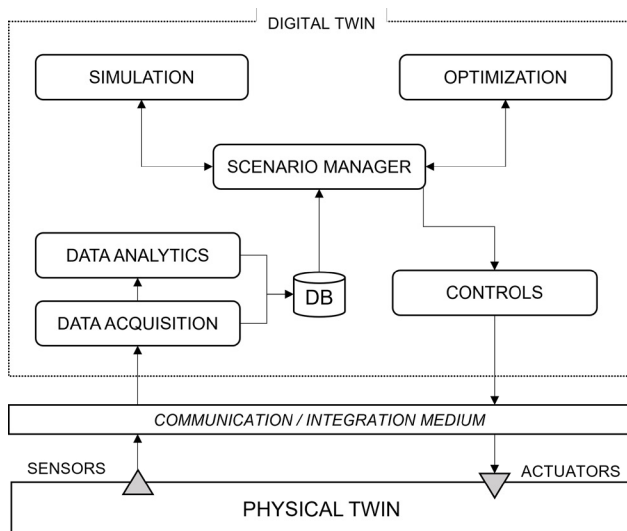 DIGITAL TWIN
SIMULATION
OPTIMIZATION
SCENARIO MANAGER
DATA ANALYTICS
DB
CONTROLS
DATA ACQUISITION
COMMUNICATION / INTEGRATION MEDIUM
SENSORS
ACTUATORS
PHYSICAL TWIN